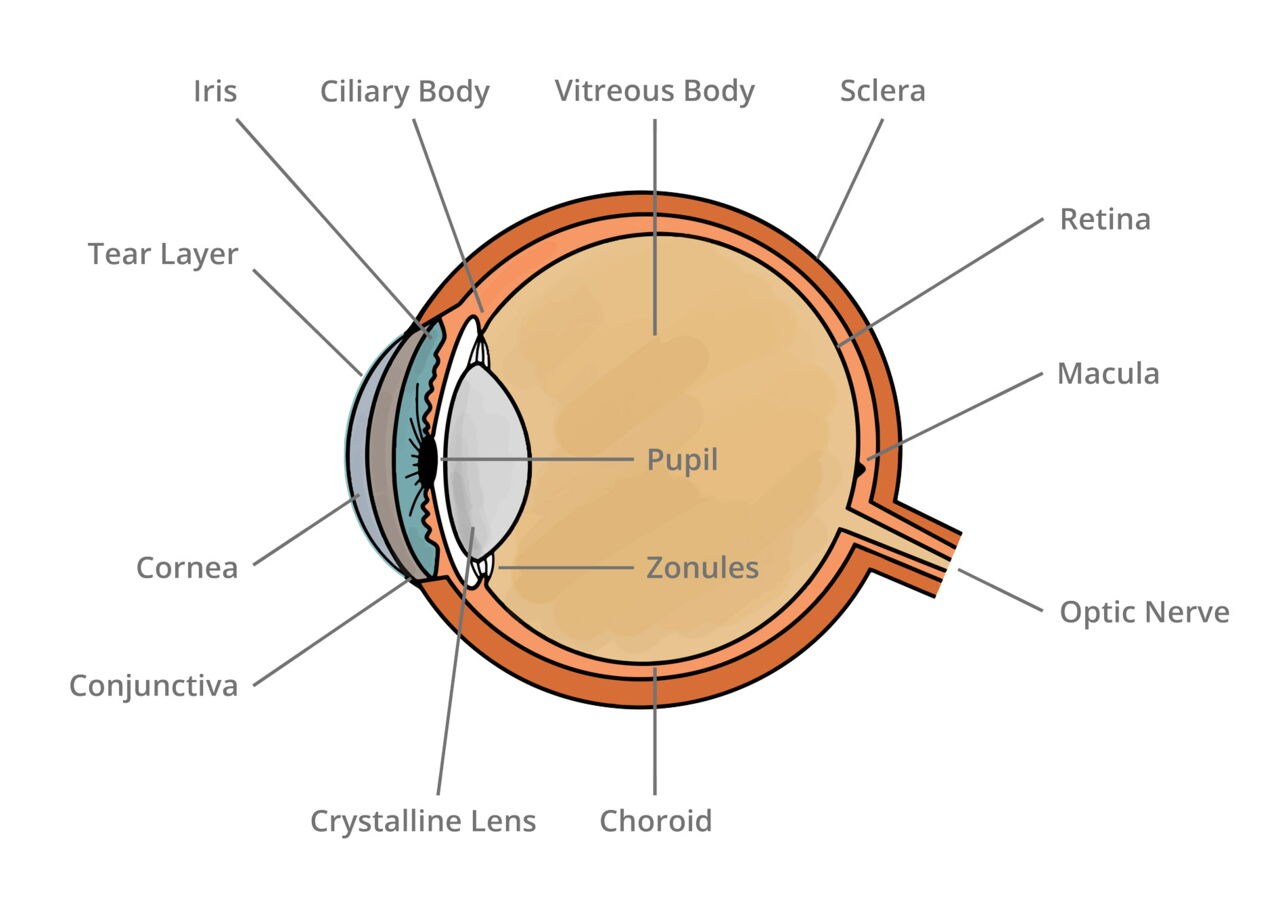 Iris
Ciliary Body
Vitreous Body
Sclera
Retina
Tear Layer
Macula
Pupil
Cornea
Zonules
Optic Nerve
Conjunctiva
Crystalline Lens
Choroid